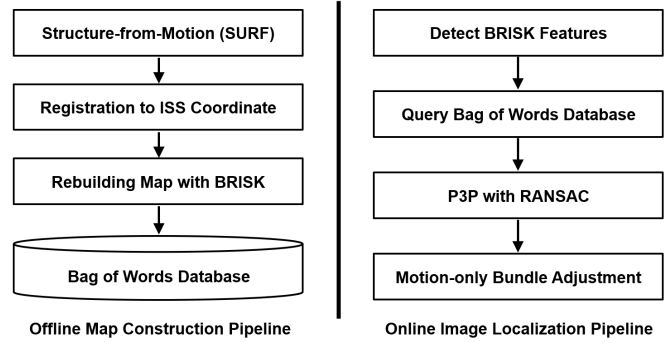 Structure-from-Motion (SURF)
Registration to ISS Coordinate
Rebuilding Map with BRISK
Bag of Words Database
Offline Map Construction Pipeline
Detect BRISK Features
Query Bag of Words Database
P3P with RANSAC
Motion-only Bundle Adjustment
Online Image Localization Pipeline